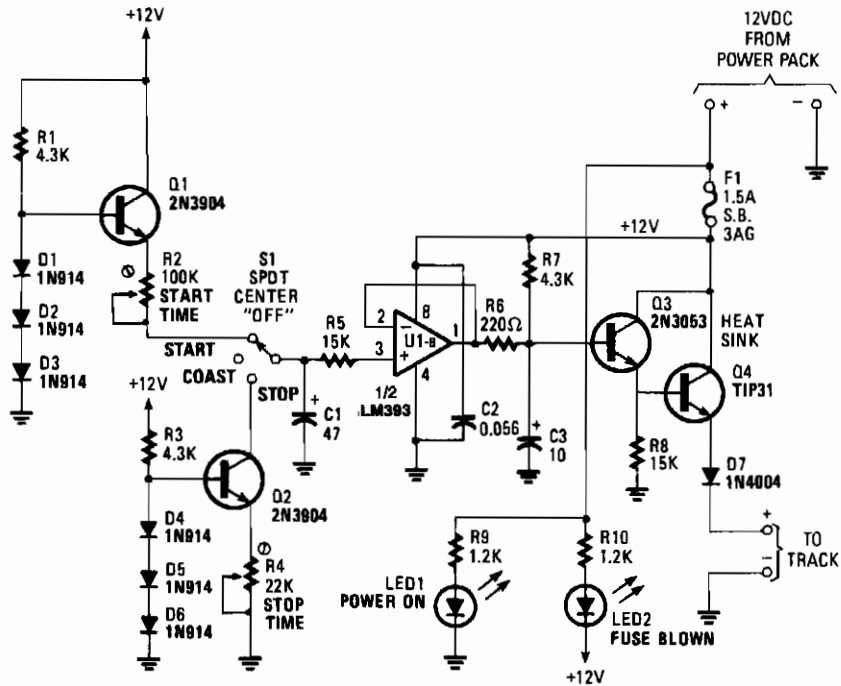 +12V
12VDC
FROM
POWER PACK
+
-
R1
4.3K
Q1
2N3904
F1
1.5A
S.B.
3AG
+12V
D1
1N914
D2
1N914
D3
1N914
R2
100K
START
TIME
S1
SPDT
CENTER
"OFF"
START
COAST
STOP
R5
15K
2
3
-
+
8
U1-B
1
4
1/2
LM393
R6
220Ω
R7
4.3K
Q3
2N3053
HEAT
SINK
Q4
TIP31
+
C1
47
C2
0.056
+
C3
10
R8
15K
D7
1N4004
+12V
R3
4.3K
Q2
2N3904
D4
1N914
D5
1N914
D6
1N914
R4
22K
STOP
TIME
R9
1.2K
R10
1.2K
LED1
POWER ON
LED2
FUSE BLOWN
+12V
+
-
TO
TRACK